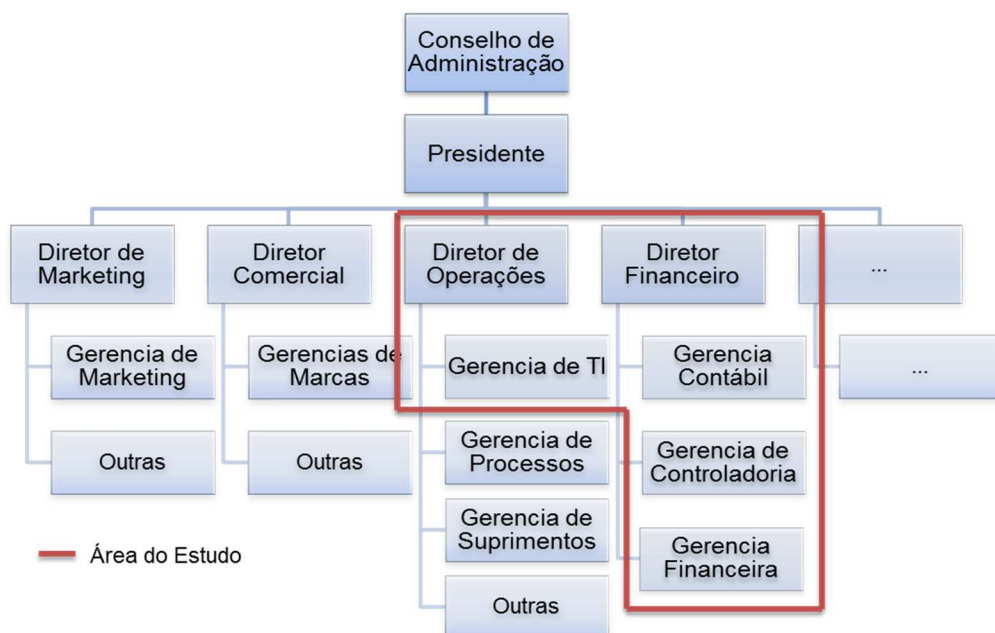 Conselho de
Administração
Presidente
Diretor de
Marketing
Diretor
Comercial
Diretor de
Operações
Diretor
Financeiro
...
Gerencia de
Marketing
Gerencias de
Marcas
Gerencia de TI
Gerencia
Contábil
...
Outras
Outras
Gerencia de
Processos
Gerencia de
Controladoria
Gerencia de
Suprimentos
Gerencia
Financeira
Outras
Área do Estudo